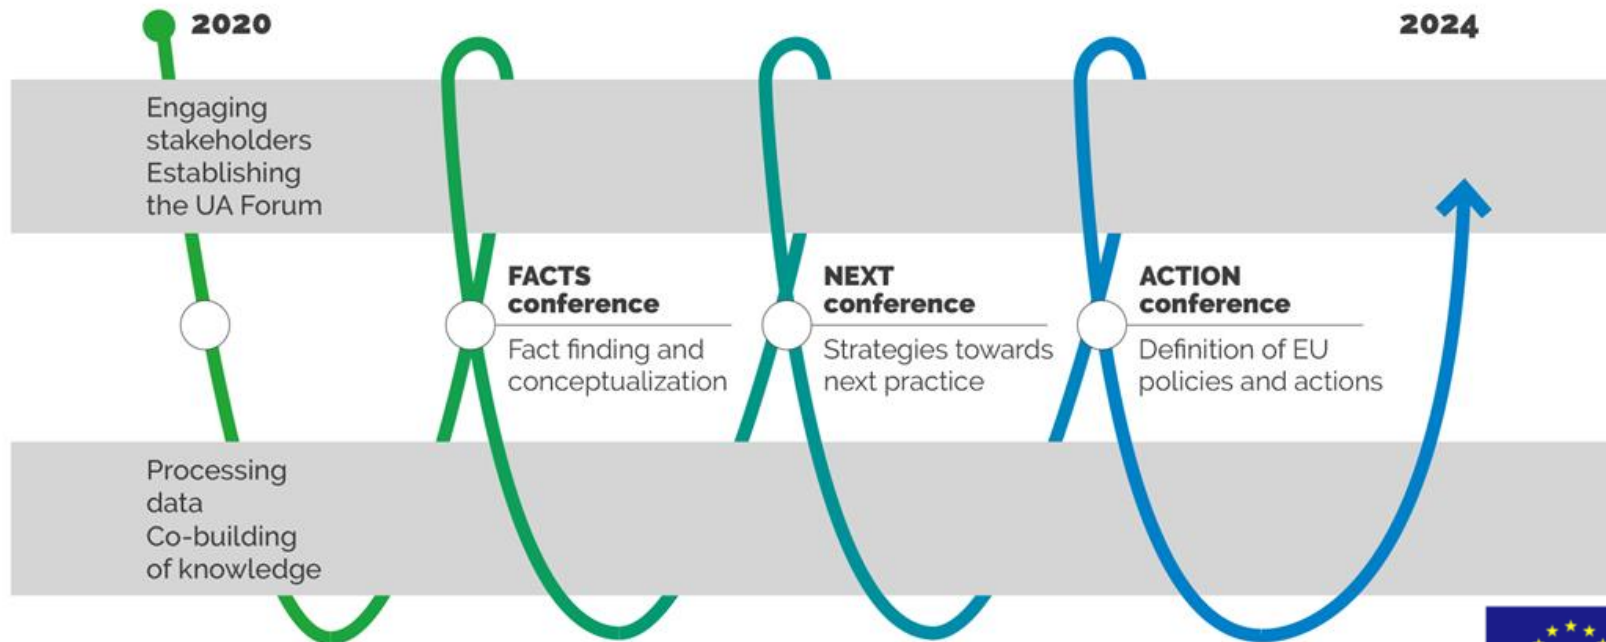 2020
2024
Engaging
stakeholders
Establishing
the UA Forum
FACTS
conference
Fact finding and
conceptualization
NEXT
conference
Strategies towards
next practice
ACTION
conference
Definition of EU
policies and actions
Processing
data
Co-building
of knowledge